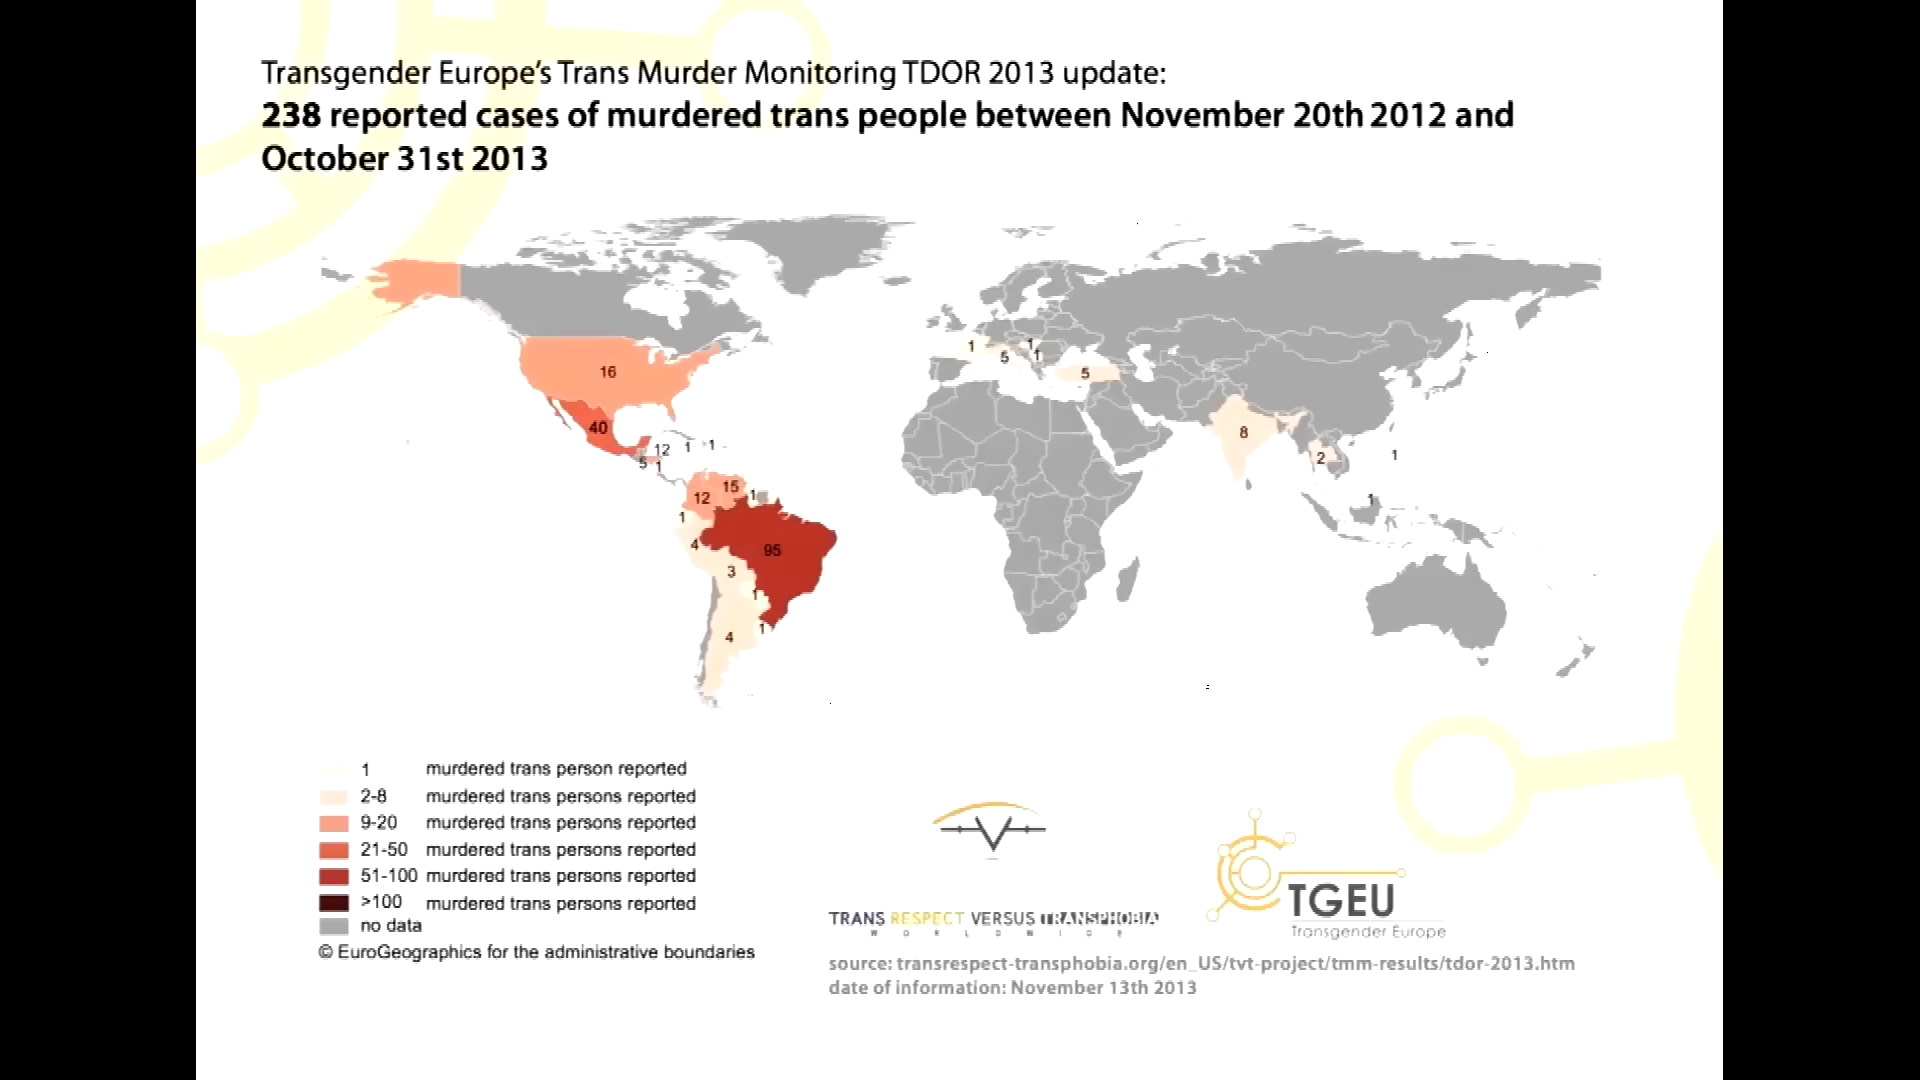 Transgender Europe's Trans Murder Monitoring TDOR 2013 update:
238 reported cases of murdered trans people between November 20th 2012 and
October 31st 2013
1
1
5
1
16
5
40
8
12
1
1
5
1
2
1
15
12
1
1
1
4
95
3
1
1
4
1 murdered trans person reported
2-8 murdered trans persons reported
9-20 murdered trans persons reported
21-50 murdered trans persons reported
51-100 murdered trans persons reported
>100 murdered trans persons reported
no data
© EuroGeographics for the administrative boundaries
TRANS RESPECT VERSUS TRANSPHOBIA
W O R L D W I D E
TGEU
Transgender Europe
source: transrespect-transphobia.org/en_US/tvt-project/tmm-results/tdor-2013.htm
date of information: November 13th 2013